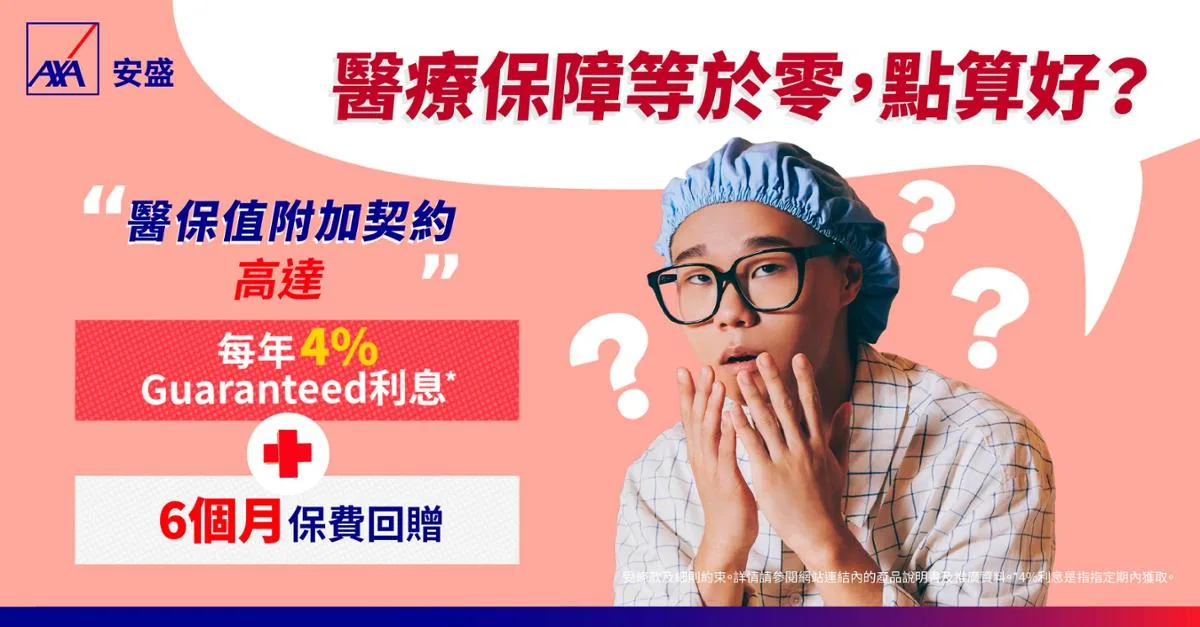 AXA 安盛
醫療保障等於零，點算好？
“醫保值附加契約
高達”
每年4%
Guaranteed利息*
6個月保費回贈
受條款及細則約束。詳情請參閱網站連結內的產品說明書及推廣資料。*4%利息是指指定期內獲取。